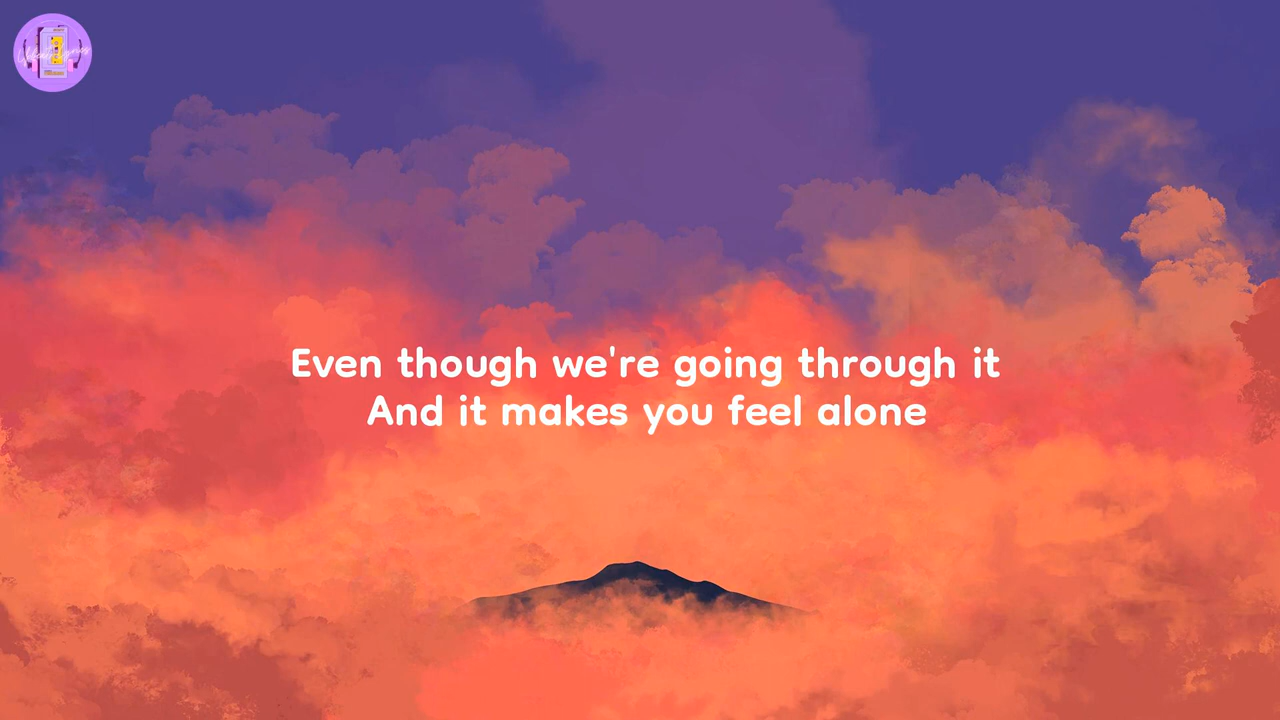 Even though we're going through it
And it makes you feel alone